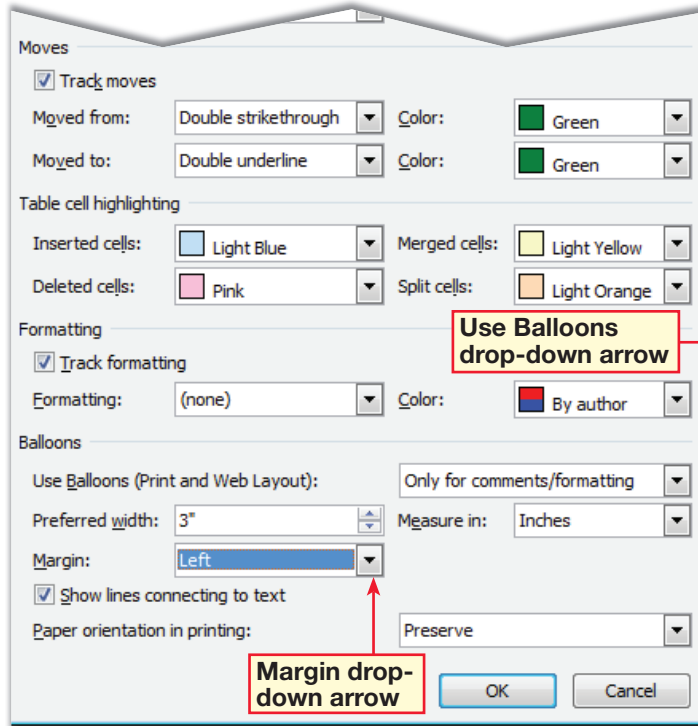 Moves
Track moves
Moved from: Double strikethrough Color: Green
Moved to: Double underline Color: Green
Table cell highlighting
Inserted cells: Light Blue Merged cells: Light Yellow
Deleted cells: Pink Split cells: Light Orange
Formatting
Use Balloons
drop-down arrow
Track formatting
Formatting: (none) Color: By author
Balloons
Use Balloons (Print and Web Layout): Only for comments/formatting
Preferred width: 3" Measure in: Inches
Margin: Left
Show lines connecting to text
Paper orientation in printing: Preserve
Margin drop-
down arrow
OK Cancel